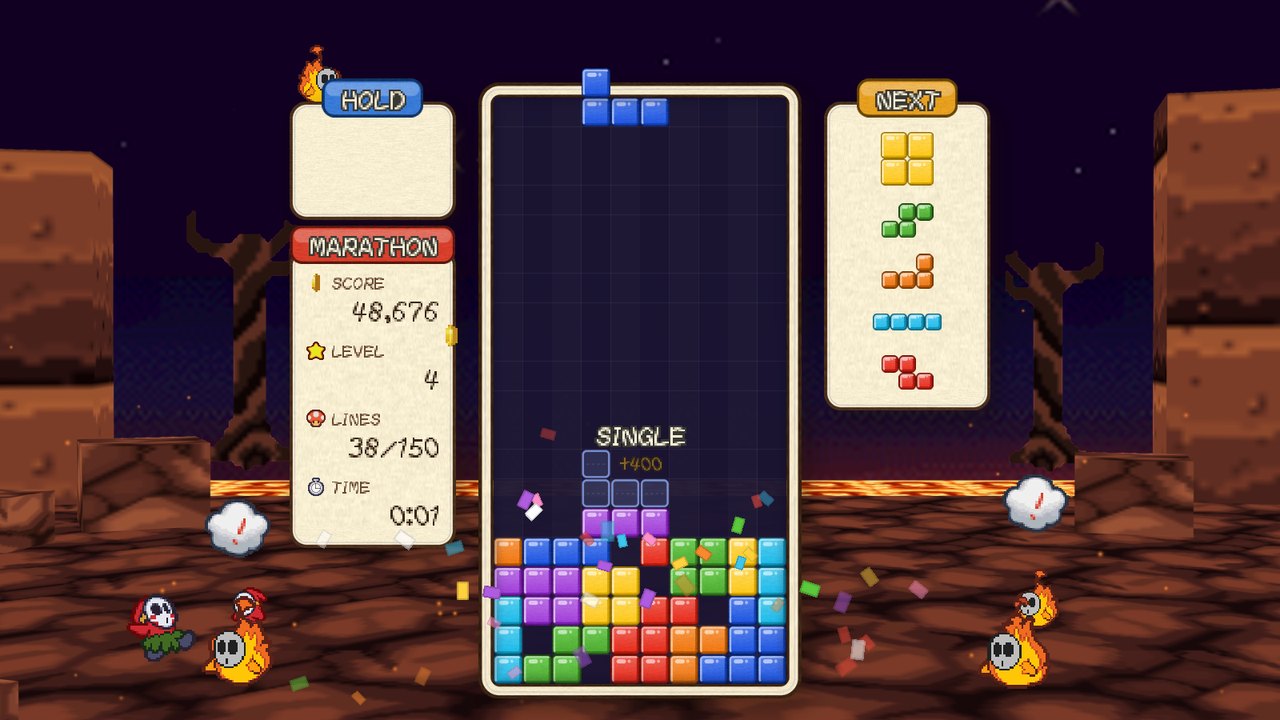 HOLD
NEXT
MARATHON
SCORE
48,676
LEVEL
4
LINES
38/150
TIME
0:01
SINGLE
+400